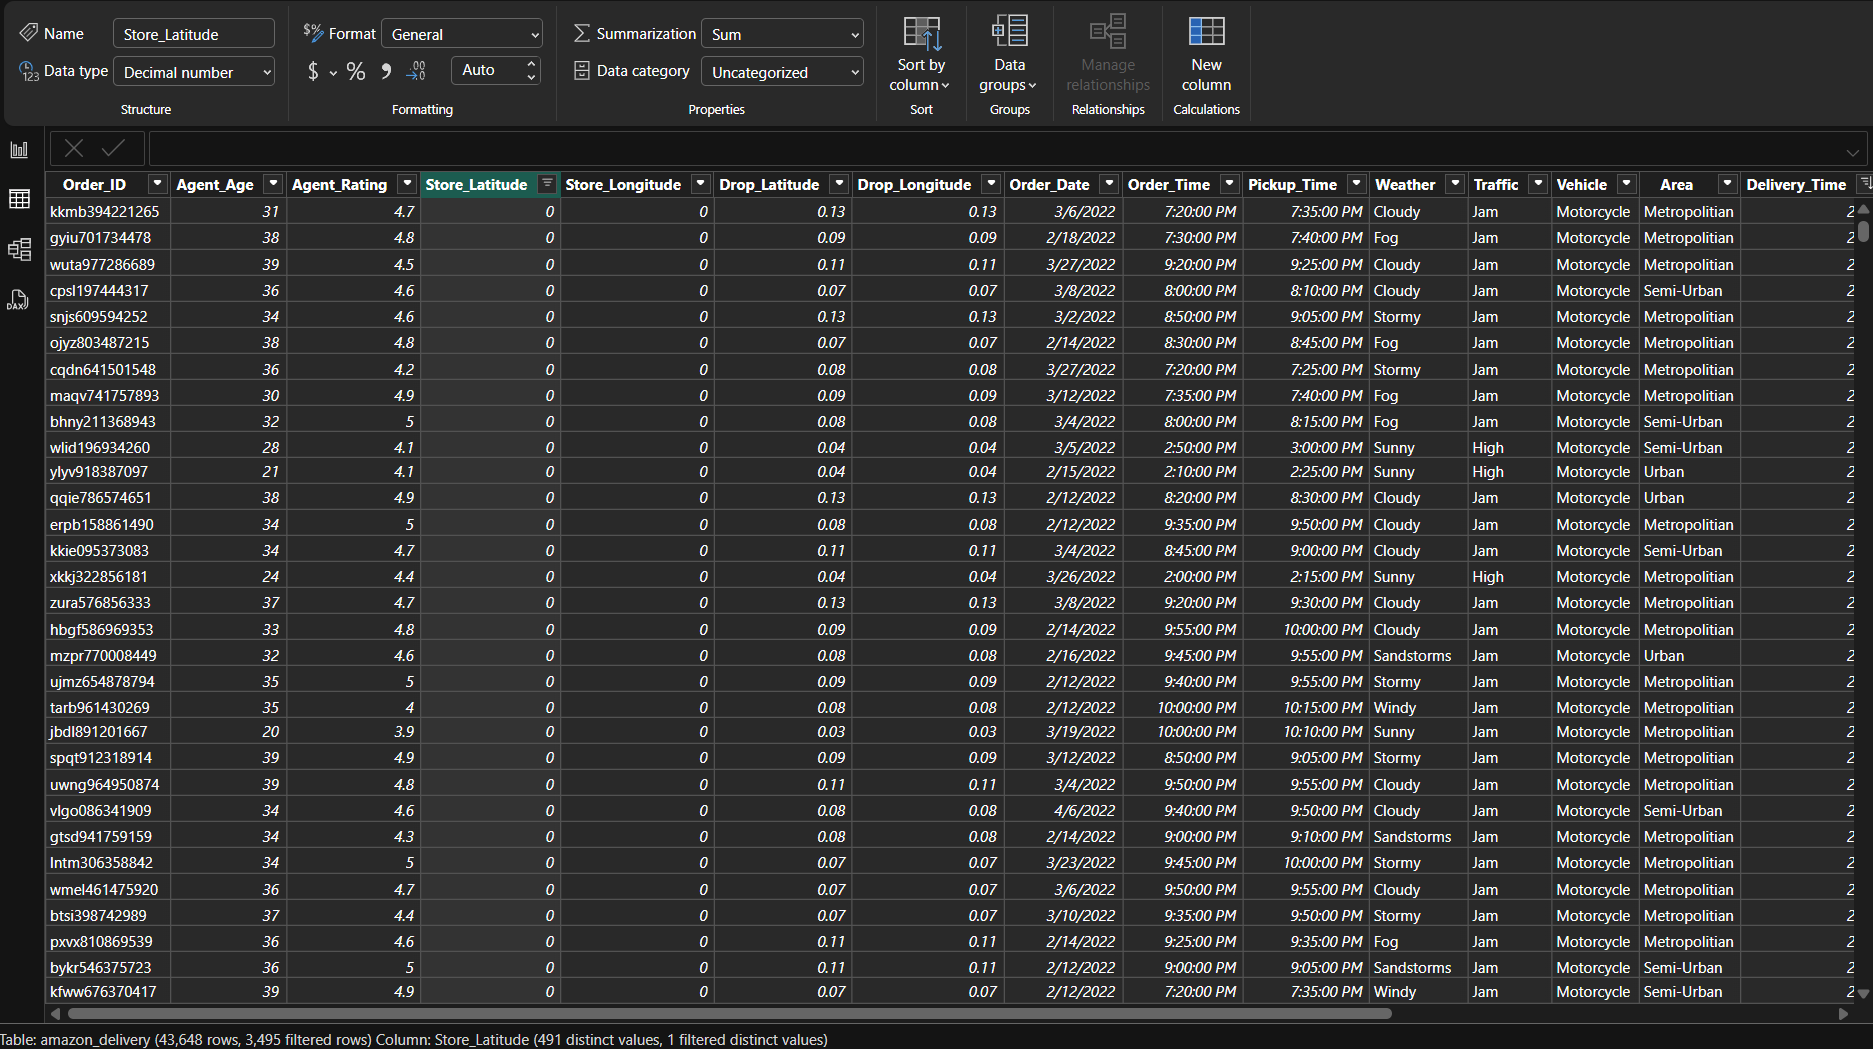 Name Store_Latitude Format General Summarization Sum
Data type Decimal number $ % Auto Data category Uncategorized
Sort by column Data groups Manage relationships New column
Structure Formatting Properties Sort Groups Relationships Calculations
Order_ID Agent_Age Agent_Rating Store_Latitude Store_Longitude Drop_Latitude Drop_Longitude Order_Date Order_Time Pickup_Time Weather Traffic Vehicle Area Delivery_Time
kkmb394221265 31 4.7 0 0 0.13 0.13 3/6/2022 7:20:00 PM 7:35:00 PM Cloudy Jam Motorcycle Metropolitan 2
gyiu701734478 38 4.8 0 0 0.09 0.09 2/18/2022 7:30:00 PM 7:40:00 PM Fog Jam Motorcycle Metropolitan 2
wuta977286689 39 4.5 0 0 0.11 0.11 3/27/2022 9:20:00 PM 9:25:00 PM Cloudy Jam Motorcycle Metropolitan 2
cpsl197444317 36 4.6 0 0 0.07 0.07 3/8/2022 8:00:00 PM 8:10:00 PM Cloudy Jam Motorcycle Semi-Urban 2
snjs609594252 34 4.6 0 0 0.13 0.13 3/2/2022 8:50:00 PM 9:05:00 PM Stormy Jam Motorcycle Metropolitan 2
ojyz803487215 38 4.8 0 0 0.07 0.07 2/14/2022 8:30:00 PM 8:45:00 PM Fog Jam Motorcycle Metropolitan 2
cqdn641501548 36 4.2 0 0 0.08 0.08 3/27/2022 7:20:00 PM 7:25:00 PM Stormy Jam Motorcycle Metropolitan 2
maqv741757893 30 4.9 0 0 0.09 0.09 3/12/2022 7:35:00 PM 7:40:00 PM Fog Jam Motorcycle Metropolitan 2
bhny211368943 32 5 0 0 0.08 0.08 3/4/2022 8:00:00 PM 8:15:00 PM Fog Jam Motorcycle Semi-Urban 2
wlid196934260 28 4.1 0 0 0.04 0.04 3/5/2022 2:50:00 PM 3:00:00 PM Sunny High Motorcycle Semi-Urban 2
ylyv918387097 21 4.1 0 0 0.04 0.04 2/15/2022 2:10:00 PM 2:25:00 PM Sunny High Motorcycle Urban 2
qqie786574651 38 4.9 0 0 0.13 0.13 2/12/2022 8:20:00 PM 8:30:00 PM Cloudy Jam Motorcycle Urban 2
erpb158861490 34 5 0 0 0.08 0.08 2/12/2022 9:35:00 PM 9:50:00 PM Cloudy Jam Motorcycle Metropolitan 2
kkie095373083 34 4.7 0 0 0.11 0.11 3/4/2022 8:45:00 PM 9:00:00 PM Cloudy Jam Motorcycle Semi-Urban 2
xkkj322856181 24 4.4 0 0 0.04 0.04 3/26/2022 2:00:00 PM 2:15:00 PM Sunny High Motorcycle Metropolitan 2
zura576856333 37 4.7 0 0 0.13 0.13 3/8/2022 9:20:00 PM 9:30:00 PM Cloudy Jam Motorcycle Metropolitan 2
hbgf586969353 33 4.8 0 0 0.09 0.09 2/14/2022 9:55:00 PM 10:00:00 PM Cloudy Jam Motorcycle Metropolitan 2
mzpr770008449 32 4.6 0 0 0.08 0.08 2/16/2022 9:45:00 PM 9:55:00 PM Sandstorms Jam Motorcycle Urban 2
ujmz654878794 35 5 0 0 0.09 0.09 2/12/2022 9:40:00 PM 9:55:00 PM Stormy Jam Motorcycle Metropolitan 2
tarb961430269 35 4 0 0 0.08 0.08 2/12/2022 10:00:00 PM 10:15:00 PM Windy Jam Motorcycle Metropolitan 2
jbdl891201667 20 3.9 0 0 0.03 0.03 3/19/2022 10:00:00 PM 10:10:00 PM Sunny Jam Motorcycle Metropolitan 2
spqt912318914 39 4.9 0 0 0.09 0.09 3/12/2022 8:50:00 PM 9:05:00 PM Stormy Jam Motorcycle Metropolitan 2
uwng964950874 39 4.8 0 0 0.11 0.11 3/4/2022 9:50:00 PM 9:55:00 PM Cloudy Jam Motorcycle Metropolitan 2
vlgo086341909 34 4.6 0 0 0.08 0.08 4/6/2022 9:40:00 PM 9:50:00 PM Cloudy Jam Motorcycle Semi-Urban 2
gtsd941759159 34 4.3 0 0 0.08 0.08 2/14/2022 9:00:00 PM 9:10:00 PM Sandstorms Jam Motorcycle Metropolitan 2
lntm306358842 34 5 0 0 0.07 0.07 3/23/2022 9:45:00 PM 10:00:00 PM Stormy Jam Motorcycle Metropolitan 2
wmel461475920 36 4.7 0 0 0.07 0.07 3/6/2022 9:50:00 PM 9:55:00 PM Cloudy Jam Motorcycle Metropolitan 2
btsi398742989 37 4.4 0 0 0.07 0.07 3/10/2022 9:35:00 PM 9:50:00 PM Stormy Jam Motorcycle Metropolitan 2
pxvx810869539 36 4.6 0 0 0.11 0.11 2/14/2022 9:25:00 PM 9:35:00 PM Fog Jam Motorcycle Metropolitan 2
bykr546375723 36 5 0 0 0.11 0.11 2/12/2022 9:00:00 PM 9:05:00 PM Sandstorms Jam Motorcycle Semi-Urban 2
kfww676370417 39 4.9 0 0 0.07 0.07 2/12/2022 7:20:00 PM 7:35:00 PM Windy Jam Motorcycle Semi-Urban 2
Table: amazon_delivery (43,648 rows, 3,495 filtered rows) Column: Store_Latitude (491 distinct values, 1 filtered distinct values)